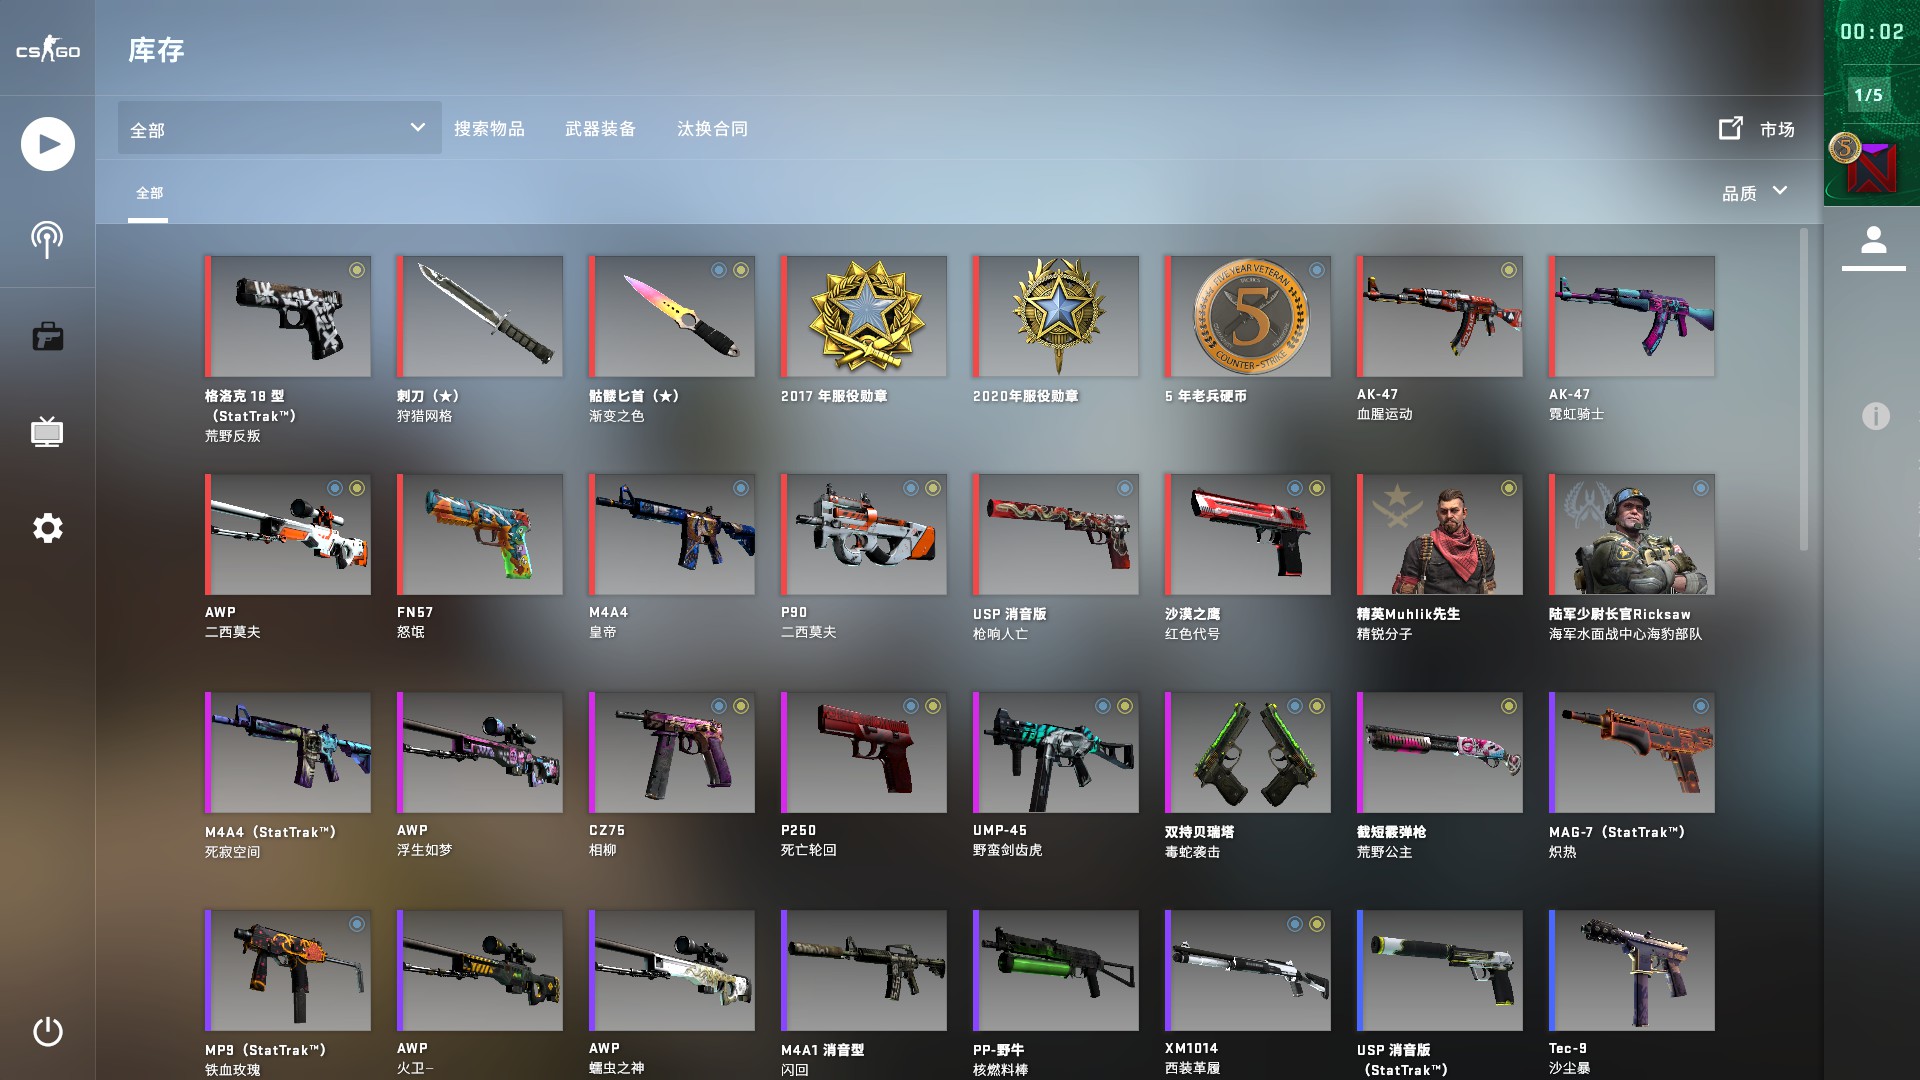 CS GO
库存
00:02
1/5
5
全部
搜索物品
武器装备
汰换合同
市场
全部
品质
FIVE YEAR VETERAN
5
COUNTER-STRIKE
格洛克 18 型
（StatTrak™）
荒野反叛
刺刀（★）
狩猎网格
骷髅匕首（★）
渐变之色
2017 年服役勋章
2020年服役勋章
5 年老兵硬币
AK-47
血腥运动
AK-47
霓虹骑士
AWP
二西莫夫
FN57
怒氓
M4A4
皇帝
P90
二西莫夫
USP 消音版
枪响人亡
沙漠之鹰
红色代号
精英Muhlik先生
精锐分子
陆军少尉长官Ricksaw
海军水面战中心海豹部队
M4A4（StatTrak™）
死寂空间
AWP
浮生如梦
CZ75
相柳
P250
死亡轮回
UMP-45
野蛮剑齿虎
双持贝瑞塔
毒蛇袭击
截短霰弹枪
荒野公主
MAG-7（StatTrak™）
炽热
MP9（StatTrak™）
铁血玫瑰
AWP
火卫一
AWP
蠕虫之神
M4A1 消音型
闪回
PP-野牛
核燃料棒
XM1014
西装革履
USP 消音版
（StatTrak™）
Tec-9
沙尘暴